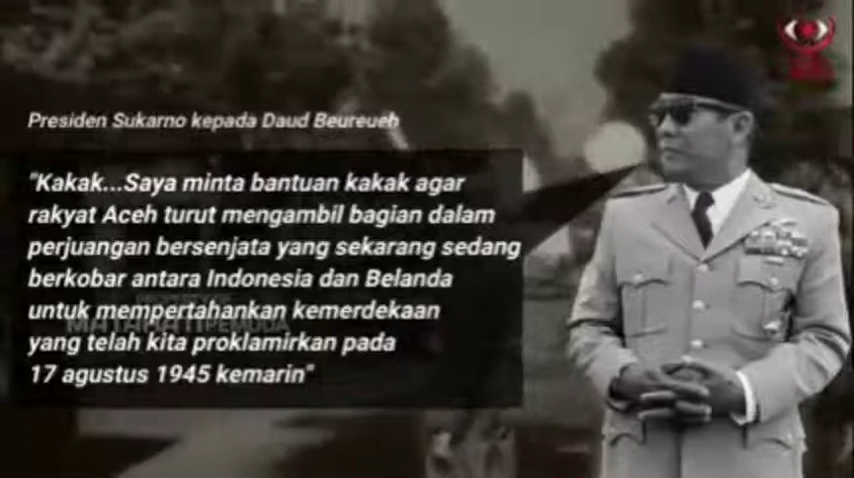 Presiden Sukarno kepada Daud Beureueh
"Kakak...Saya minta bantuan kakak agar
rakyat Aceh turut mengambil bagian dalam
perjuangan bersenjata yang sekarang sedang
berkobar antara Indonesia dan Belanda
untuk mempertahankan kemerdekaan
MATAHATIPEMUDA
yang telah kita proklamirkan pada
17 agustus 1945 kemarin"